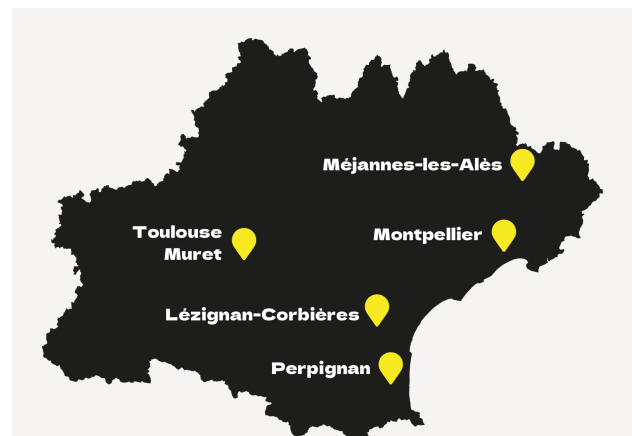 Méjannes-les-Alès
Toulouse
Muret
Montpellier
Lézignan-Corbières
Perpignan